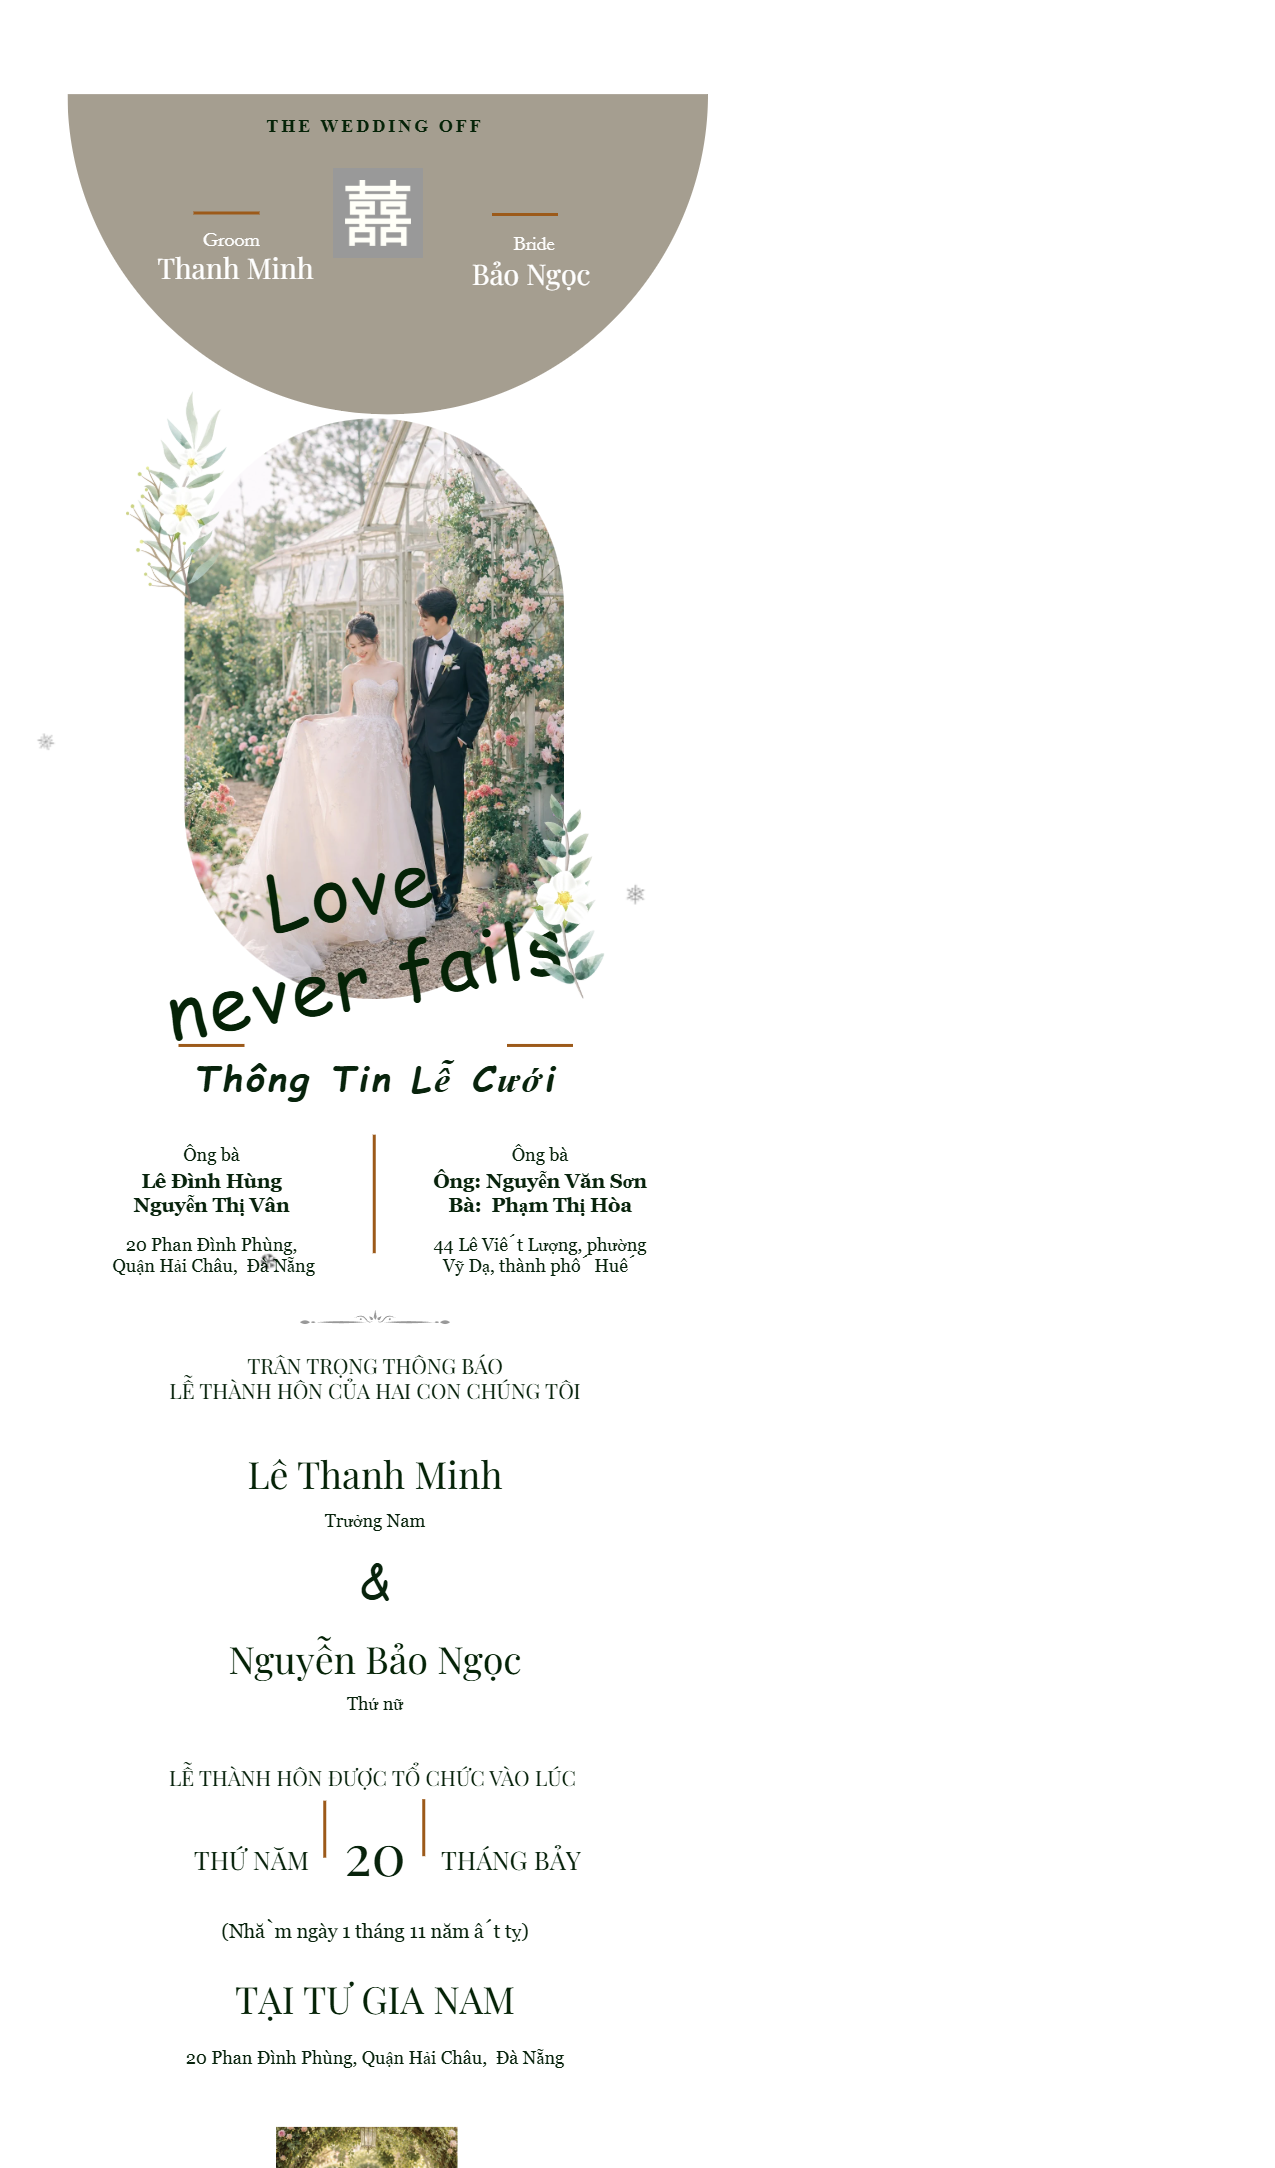 THE WEDDING OFF
囍
Groom
Thanh Minh
Bride
Bảo Ngọc
Love
never fails
Thông Tin Lễ Cưới
Ông bà
Lê Đình Hùng
Nguyễn Thị Vân
20 Phan Đình Phùng,
Quận Hải Châu, Đà Nẵng
Ông bà
Ông: Nguyễn Văn Sơn
Bà: Phạm Thị Hòa
44 Lê Viết Lượng, phường
Vỹ Dạ, thành phố Huế
TRÂN TRỌNG THÔNG BÁO
LỄ THÀNH HÔN CỦA HAI CON CHÚNG TÔI
Lê Thanh Minh
Trưởng Nam
&
Nguyễn Bảo Ngọc
Thứ nữ
LỄ THÀNH HÔN ĐƯỢC TỔ CHỨC VÀO LÚC
THỨ NĂM
20
THÁNG BẢY
(Nhằm ngày 1 tháng 11 năm ất tỵ)
TẠI TƯ GIA NAM
20 Phan Đình Phùng, Quận Hải Châu, Đà Nẵng